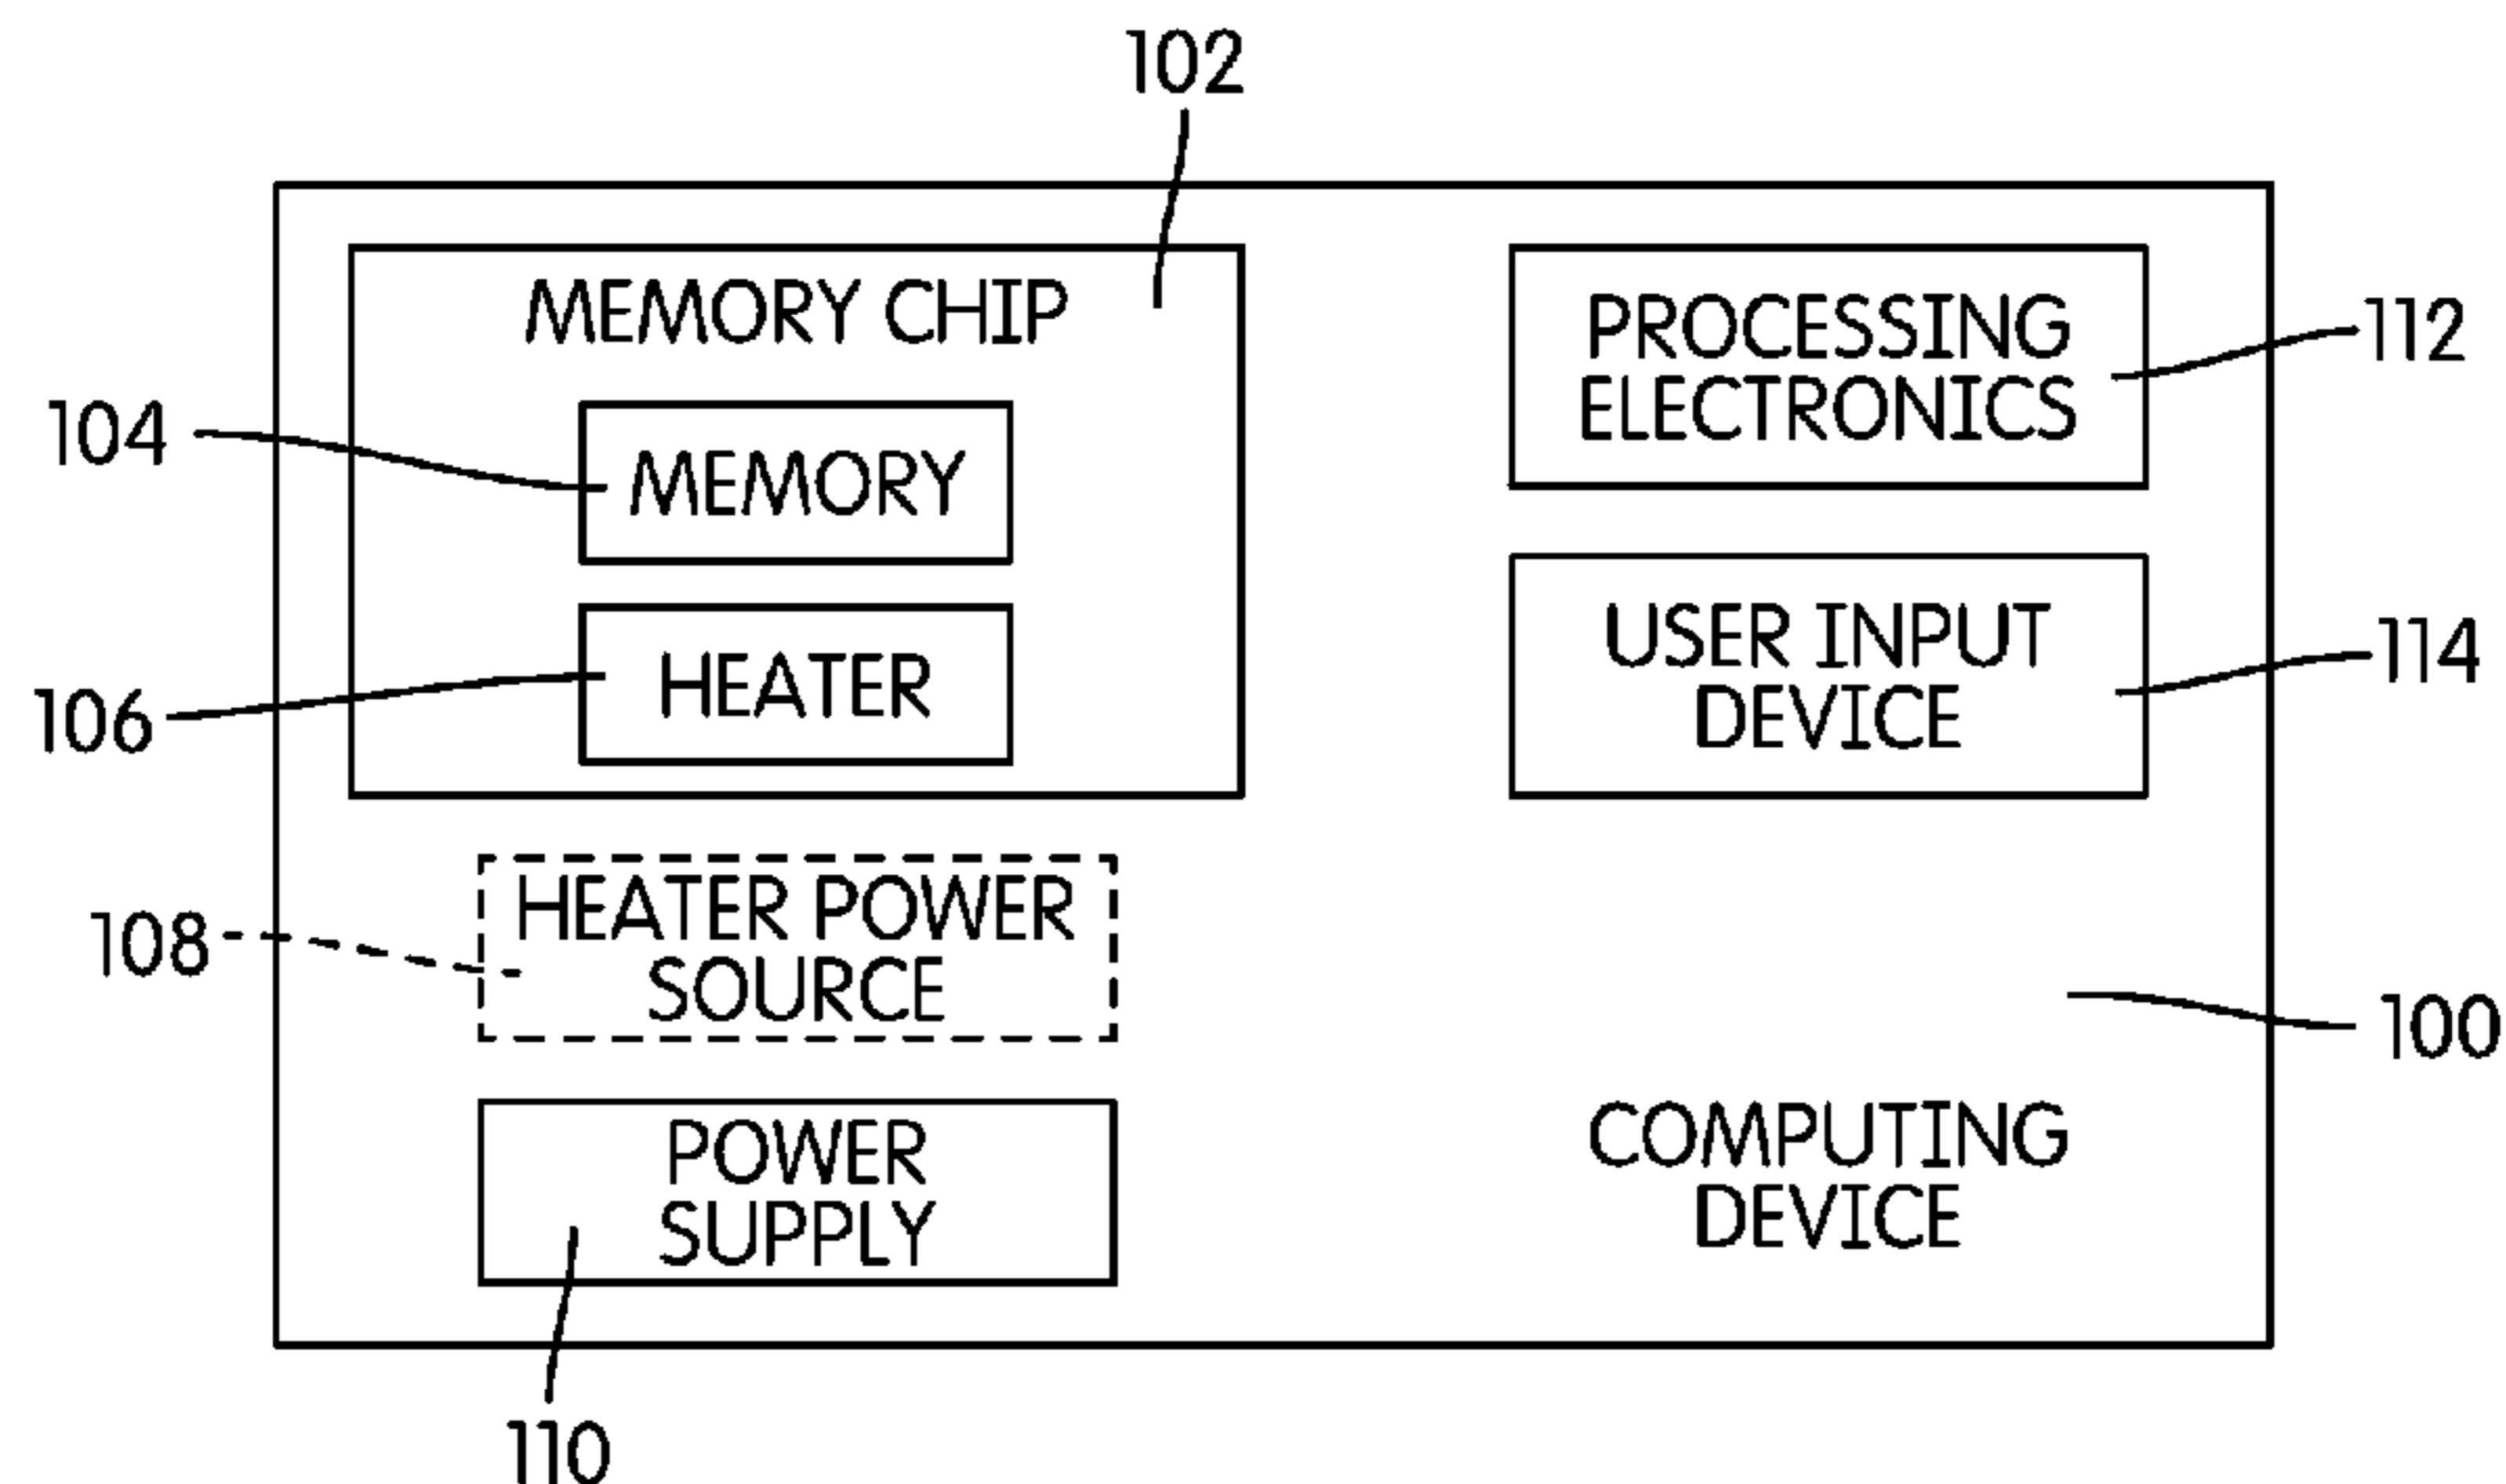 102
MEMORY CHIP
PROCESSING
ELECTRONICS
112
104
MEMORY
USER INPUT
DEVICE
114
106
HEATER
108
HEATER POWER
SOURCE
100
POWER
SUPPLY
COMPUTING
DEVICE
110